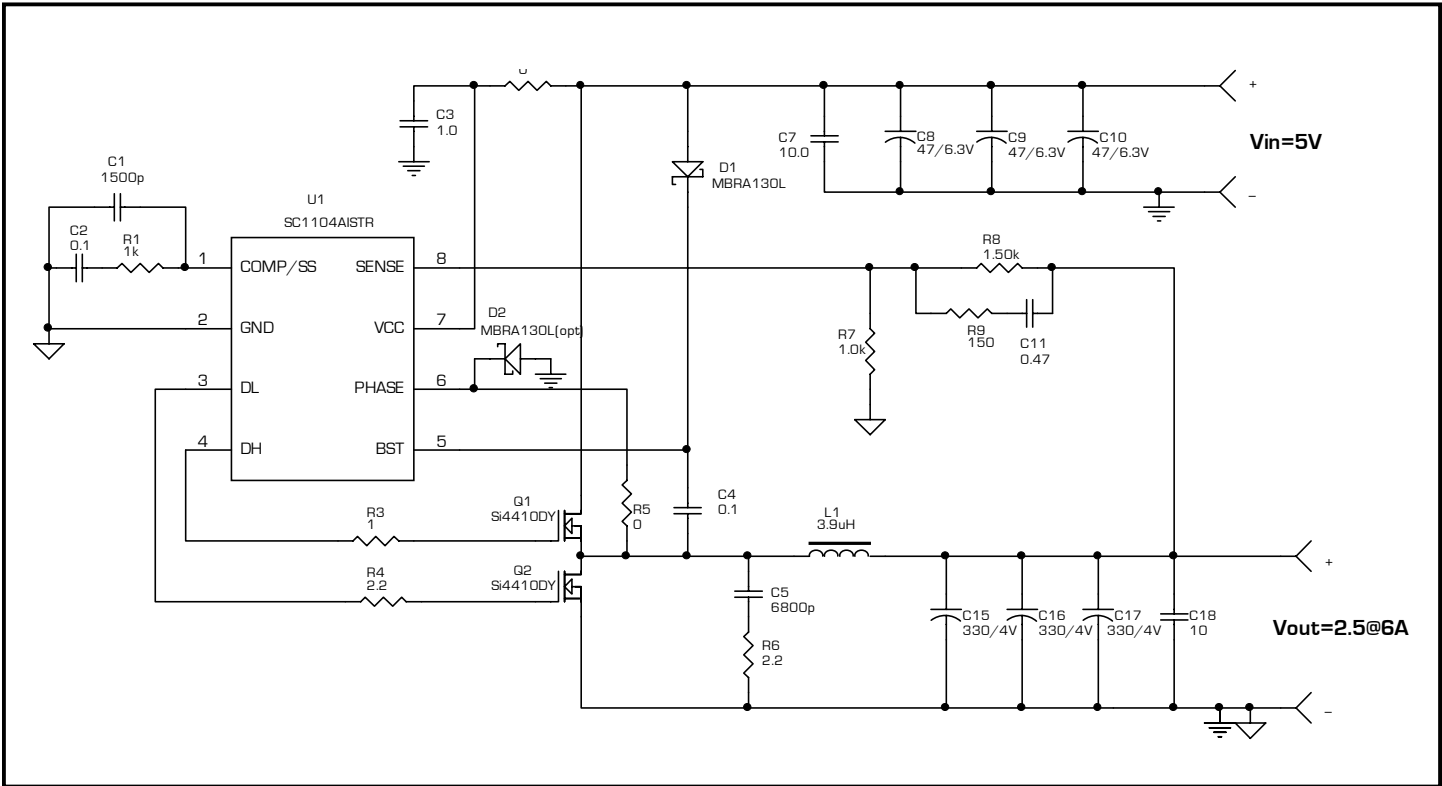 C3
1.0
C7
10.0
C8
47/6.3V
C9
47/6.3V
C10
47/6.3V
+
Vin=5V
_
D1
MBRA130L
C1
1500p
C2
0.1
R1
1k
U1
SC1104AISTR
1
COMP/SS
SENSE
8
2
GND
VCC
7
3
DL
PHASE
6
4
DH
BST
5
D2
MBRA130L(opt)
R8
1.50k
R9
150
C11
0.47
R7
1.0k
R3
1
R4
2.2
Q1
Si4410DY
Q2
Si4410DY
R5
0
C4
0.1
C5
6800p
R6
2.2
L1
3.9uH
C15
330/4V
C16
330/4V
C17
330/4V
C18
10
+
Vout=2.5@6A
_